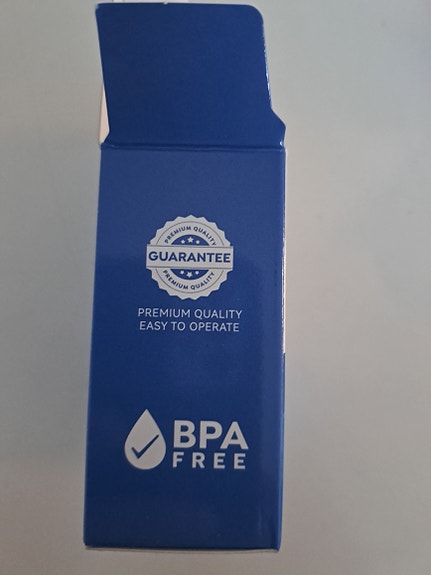 PREMIUM QUALITY
GUARANTEE
PREMIUM QUALITY
PREMIUM QUALITY
EASY TO OPERATE
BPA
FREE